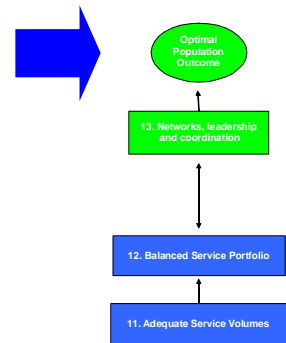 Optimal
Population
Outcome
13. Networks, leadership
and coordination
12. Balanced Service Portfolio
11. Adequate Service Volumes